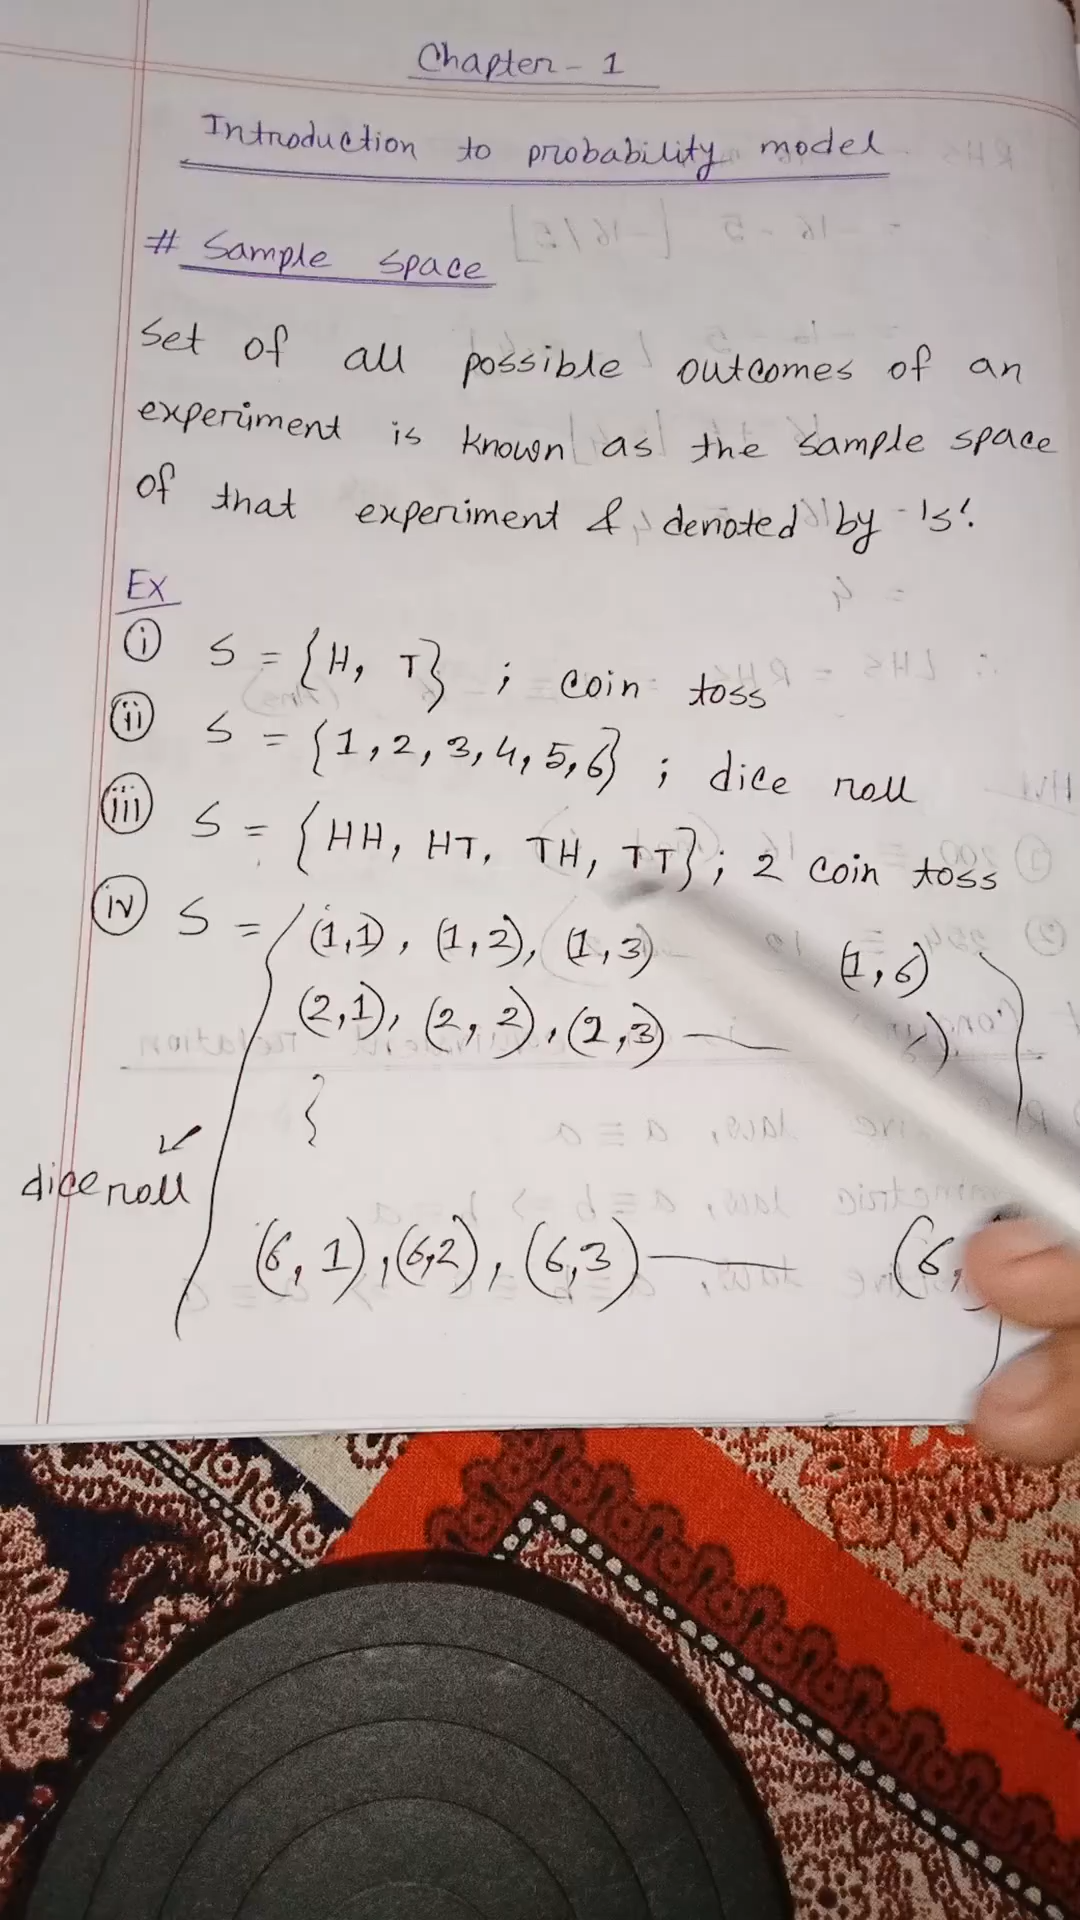 Chapter - 1
Introduction to probability model
# Sample space
Set of all possible outcomes of an
experiment is known as the sample space
of that experiment & denoted by 's'.
Ex
(i) S = {H, T} ; coin toss
(ii) S = {1, 2, 3, 4, 5, 6} ; dice roll
(iii) S = {HH, HT, TH, TT}; 2 coin toss
(iv) S = (1,1), (1,2), (1,3) (1,6)
(2,1), (2,2), (2,3) —
dice roll
(6,1), (6,2), (6,3) — (6,